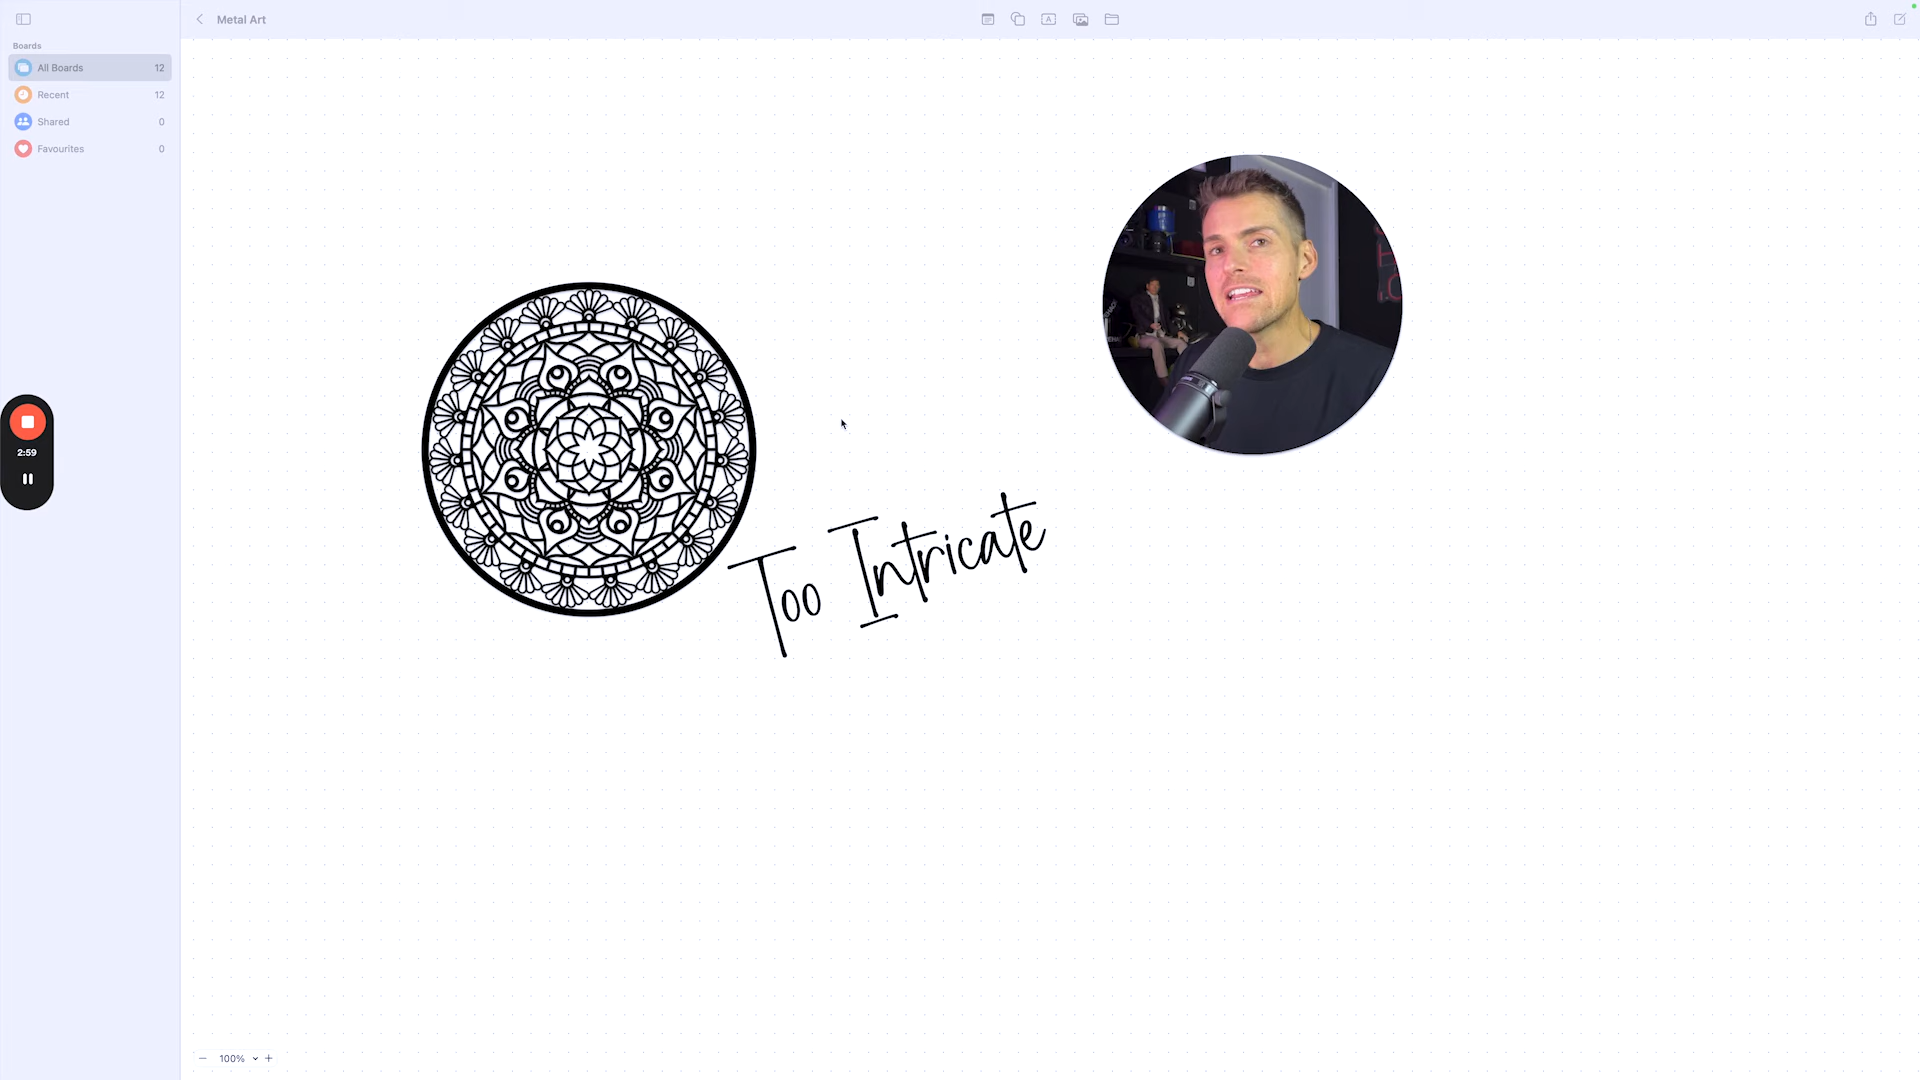 Metal Art
Boards
All Boards 12
Recent 12
Shared 0
Favourites 0
2:59
Too Intricate
100%